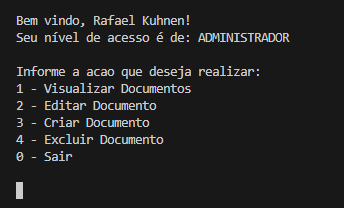 Bem vindo, Rafael Kuhnen!
Seu nível de acesso é de: ADMINISTRADOR
Informe a acao que deseja realizar:
1 - Visualizar Documentos
2 - Editar Documento
3 - Criar Documento
4 - Excluir Documento
0 - Sair